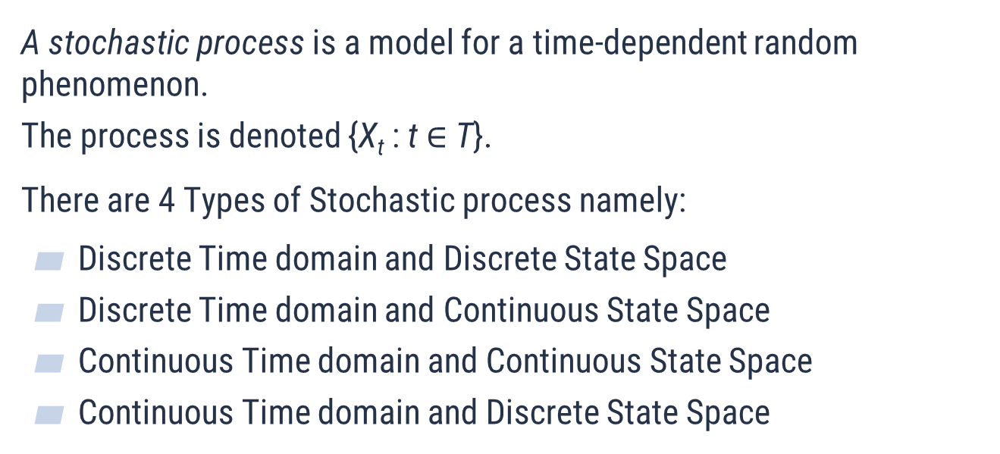 A stochastic process is a model for a time-dependent random
phenomenon.
The process is denoted {Xₜ : t ∈ T}.
There are 4 Types of Stochastic process namely:
Discrete Time domain and Discrete State Space
Discrete Time domain and Continuous State Space
Continuous Time domain and Continuous State Space
Continuous Time domain and Discrete State Space